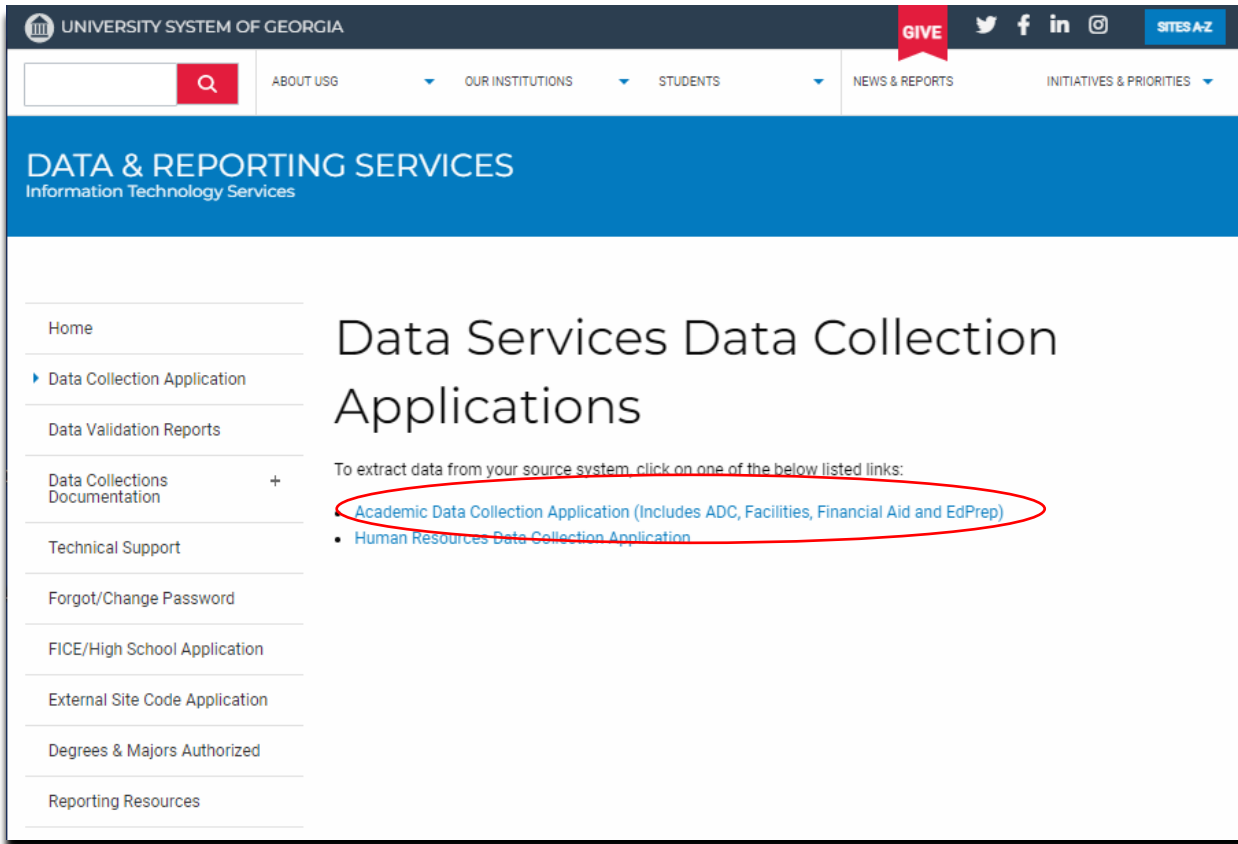 UNIVERSITY SYSTEM OF GEORGIA
GIVE
SITES A-Z
ABOUT USG
OUR INSTITUTIONS
STUDENTS
NEWS & REPORTS
INITIATIVES & PRIORITIES
DATA & REPORTING SERVICES
Information Technology Services
Home
Data Collection Application
Data Validation Reports
Data Collections
Documentation
+
Technical Support
Forgot/Change Password
FICE/High School Application
External Site Code Application
Degrees & Majors Authorized
Reporting Resources
Data Services Data Collection
Applications
To extract data from your source system, click on one of the below listed links:
• Academic Data Collection Application (Includes ADC, Facilities, Financial Aid and EdPrep)
• Human Resources Data Collection Application